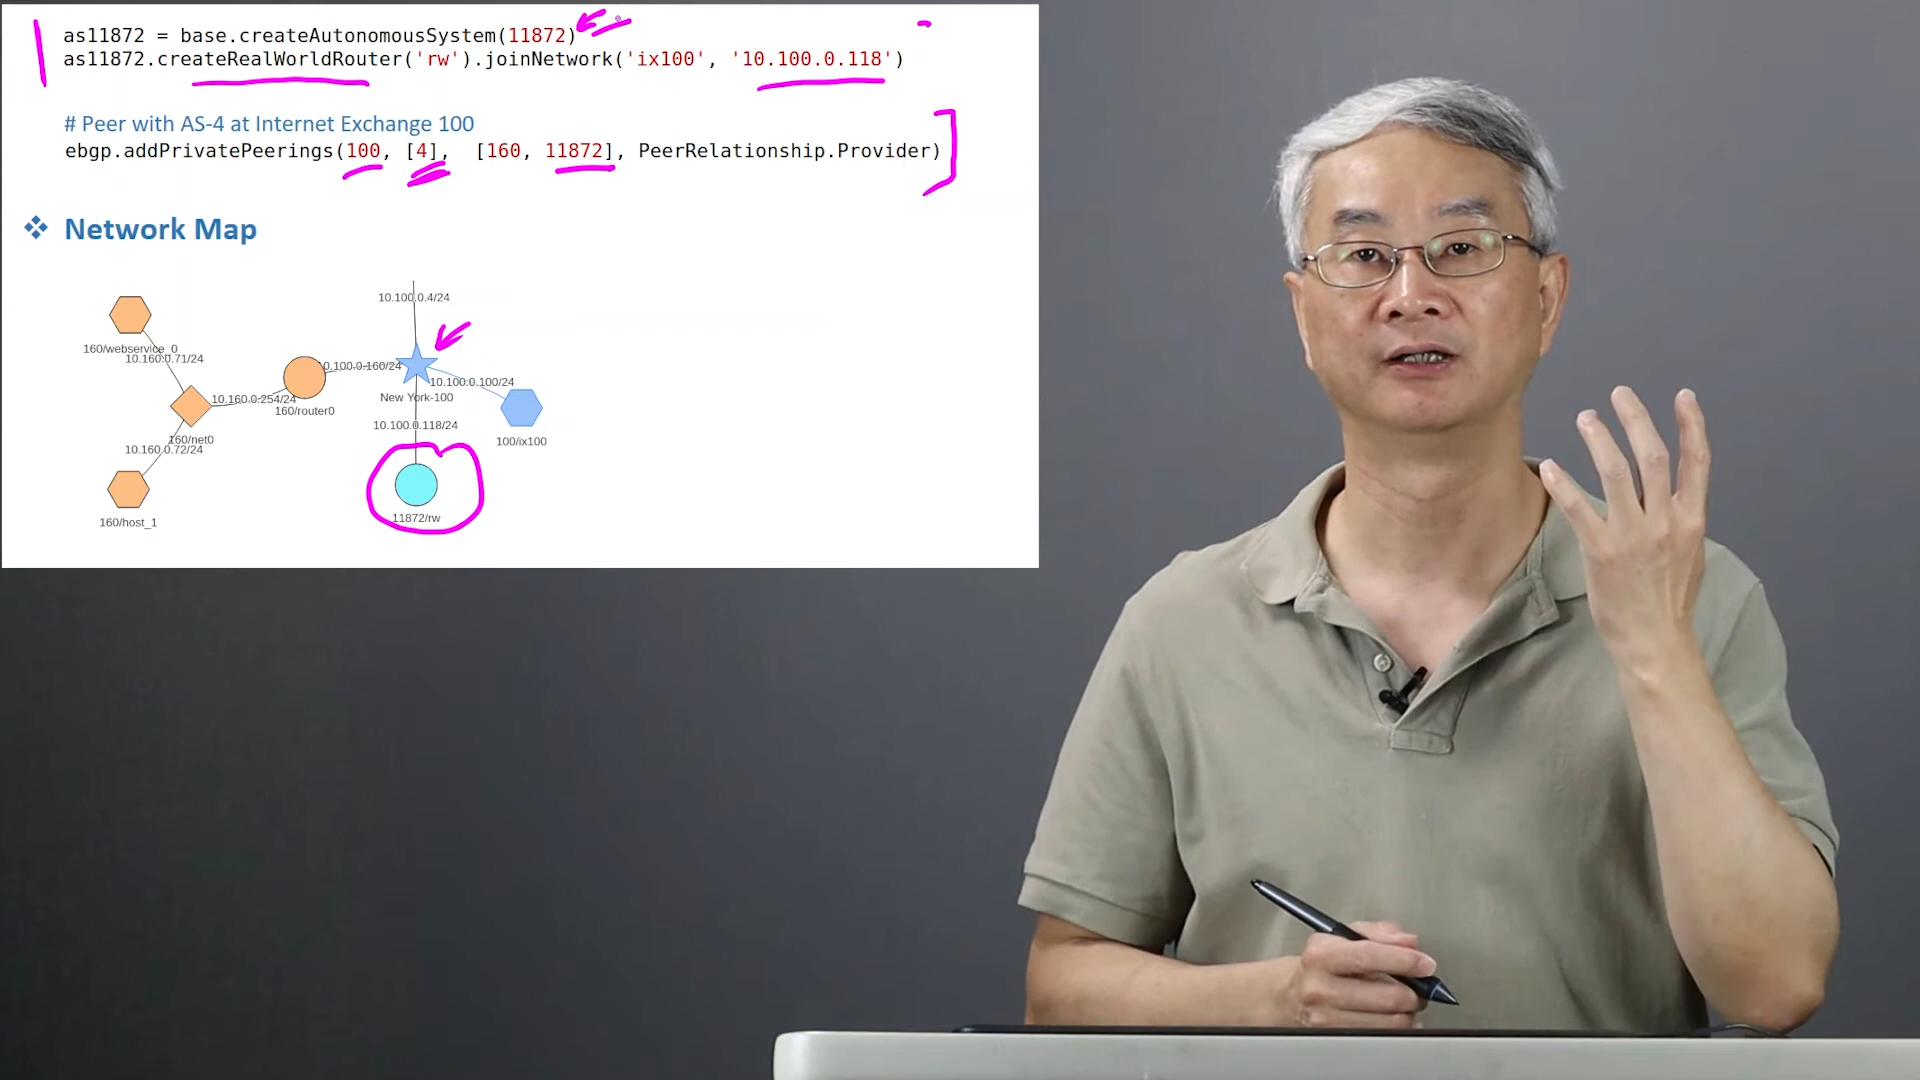 as11872 = base.createAutonomousSystem(11872)
as11872.createRealWorldRouter('rw').joinNetwork('ix100', '10.100.0.118')
# Peer with AS-4 at Internet Exchange 100
ebgp.addPrivatePeerings(100, [4], [160, 11872], PeerRelationship.Provider)
❖ Network Map
10.100.0.4/24
160/webservice_0
10.160.0.71/24
0.100.0.160/24
10.100.0.100/24
New York-100
10.160.0.254/24
160/router0
10.100.0.118/24
160/net0
100/ix100
10.160.0.72/24
11872/rw
160/host_1